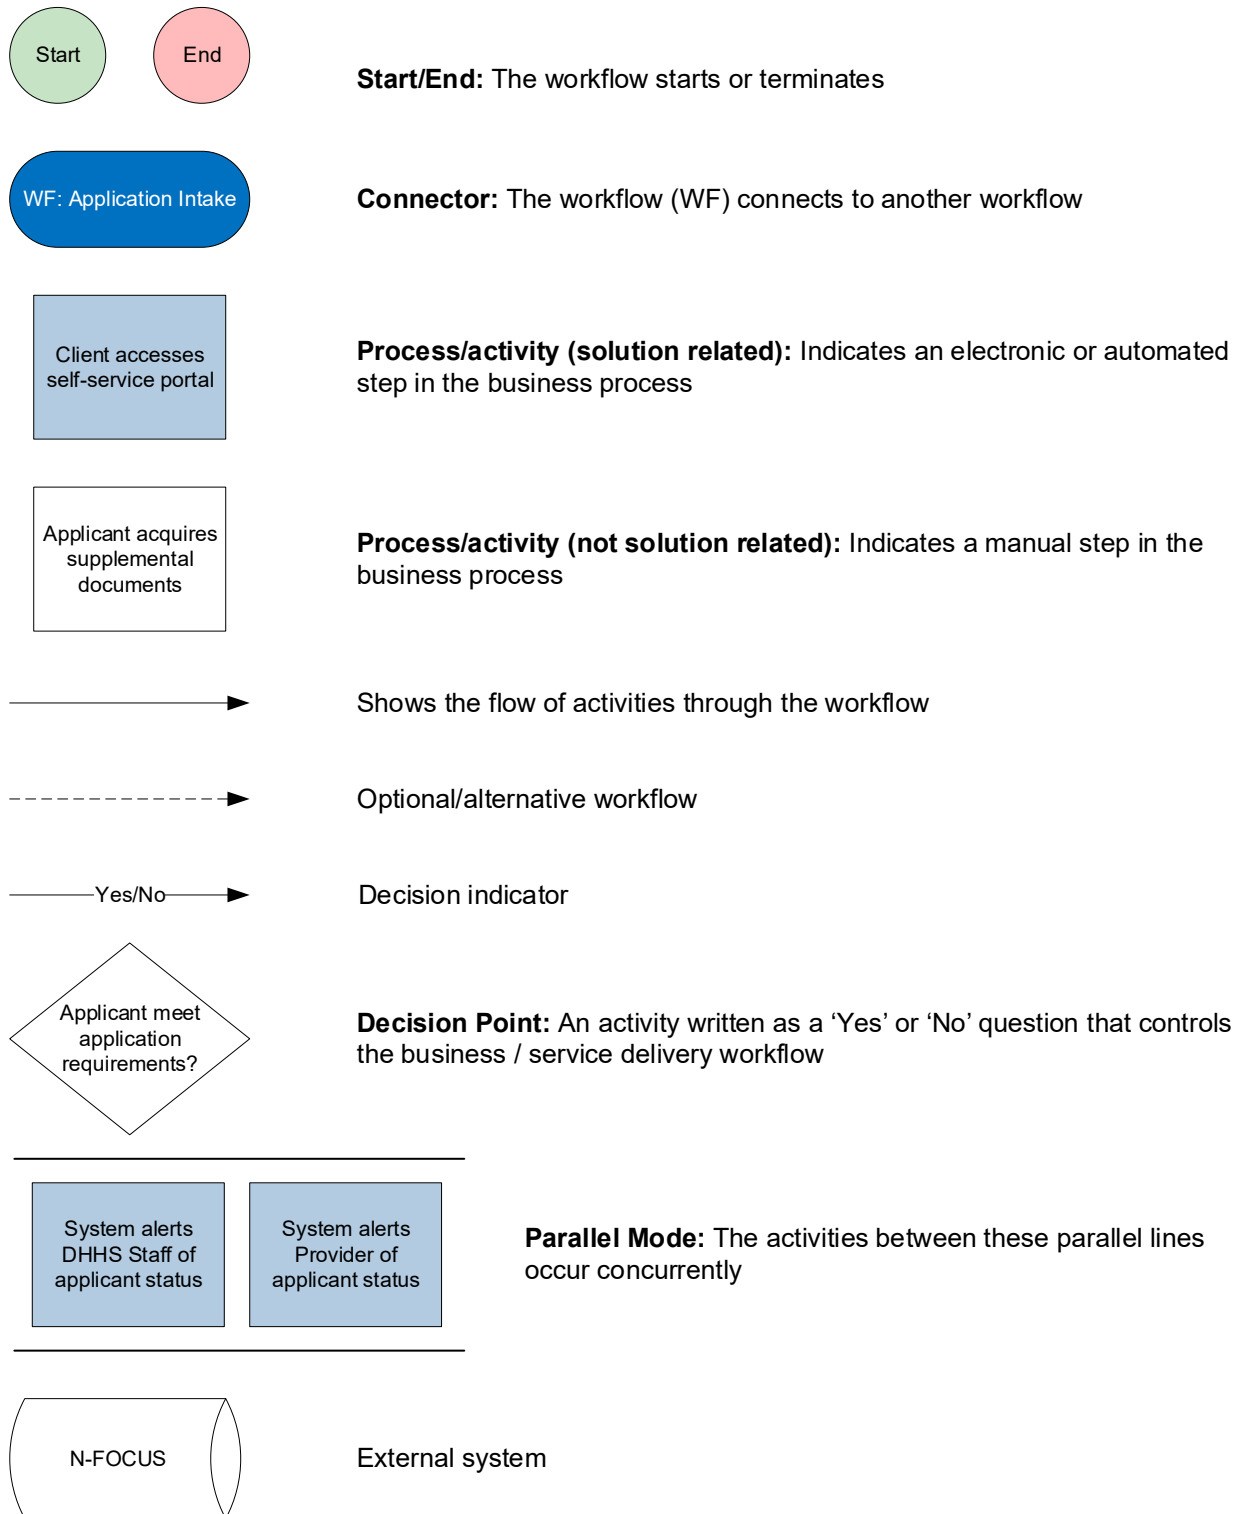 Start
End
Start/End: The workflow starts or terminates
WF: Application Intake
Connector: The workflow (WF) connects to another workflow
Client accesses
self-service portal
Process/activity (solution related): Indicates an electronic or automated
step in the business process
Applicant acquires
supplemental
documents
Process/activity (not solution related): Indicates a manual step in the
business process
Shows the flow of activities through the workflow
Optional/alternative workflow
Yes/No
Decision indicator
Applicant meet
application
requirements?
Decision Point: An activity written as a ‘Yes’ or ‘No’ question that controls
the business / service delivery workflow
System alerts
DHHS Staff of
applicant status
System alerts
Provider of
applicant status
Parallel Mode: The activities between these parallel lines
occur concurrently
N-FOCUS
External system